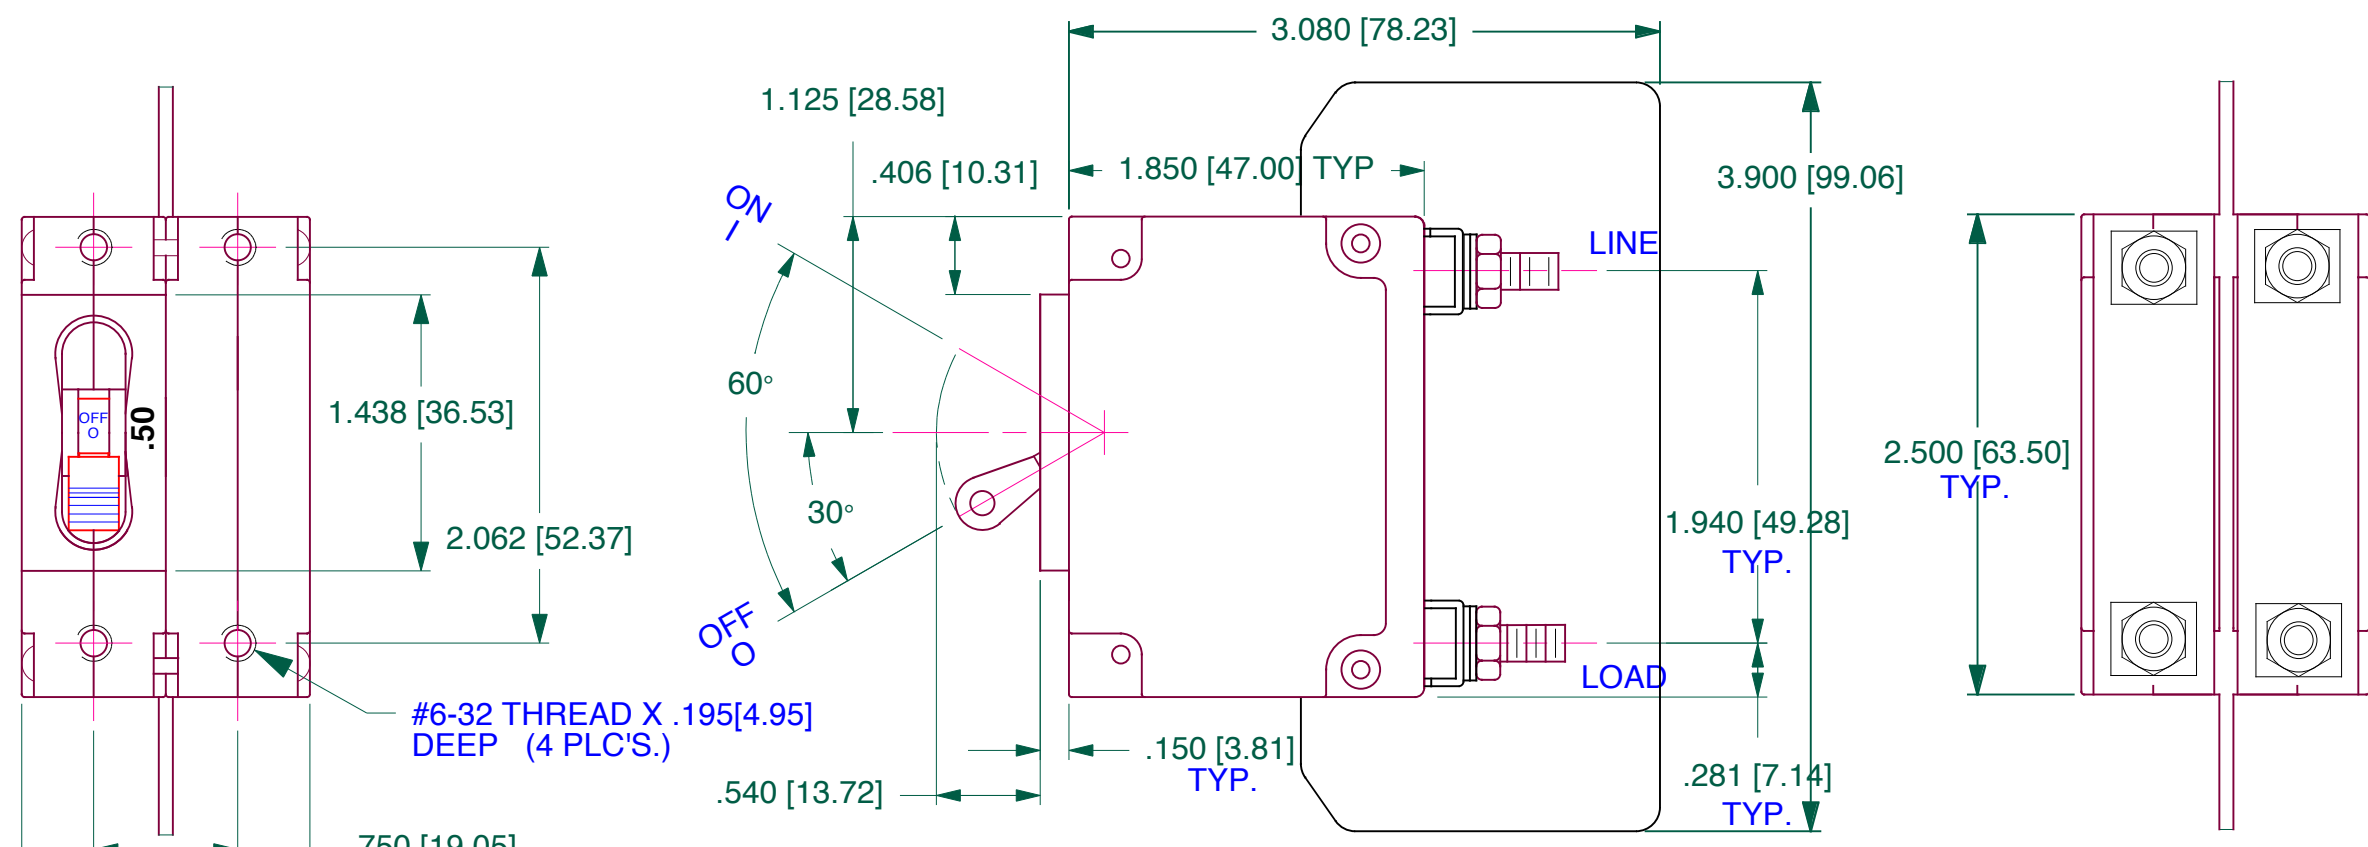 3.080 [78.23]
1.125 [28.58]
.406 [10.31]
1.850 [47.00] TYP
3.900 [99.06]
ON
I
LINE
60°
OFF
O
.50
1.438 [36.53]
2.500 [63.50]
TYP.
30°
2.062 [52.37]
1.940 [49.28]
TYP.
OFF
O
LOAD
#6-32 THREAD X .195[4.95]
DEEP (4 PLC'S.)
.150 [3.81]
TYP.
.281 [7.14]
TYP.
.540 [13.72]
.750 [19.05]